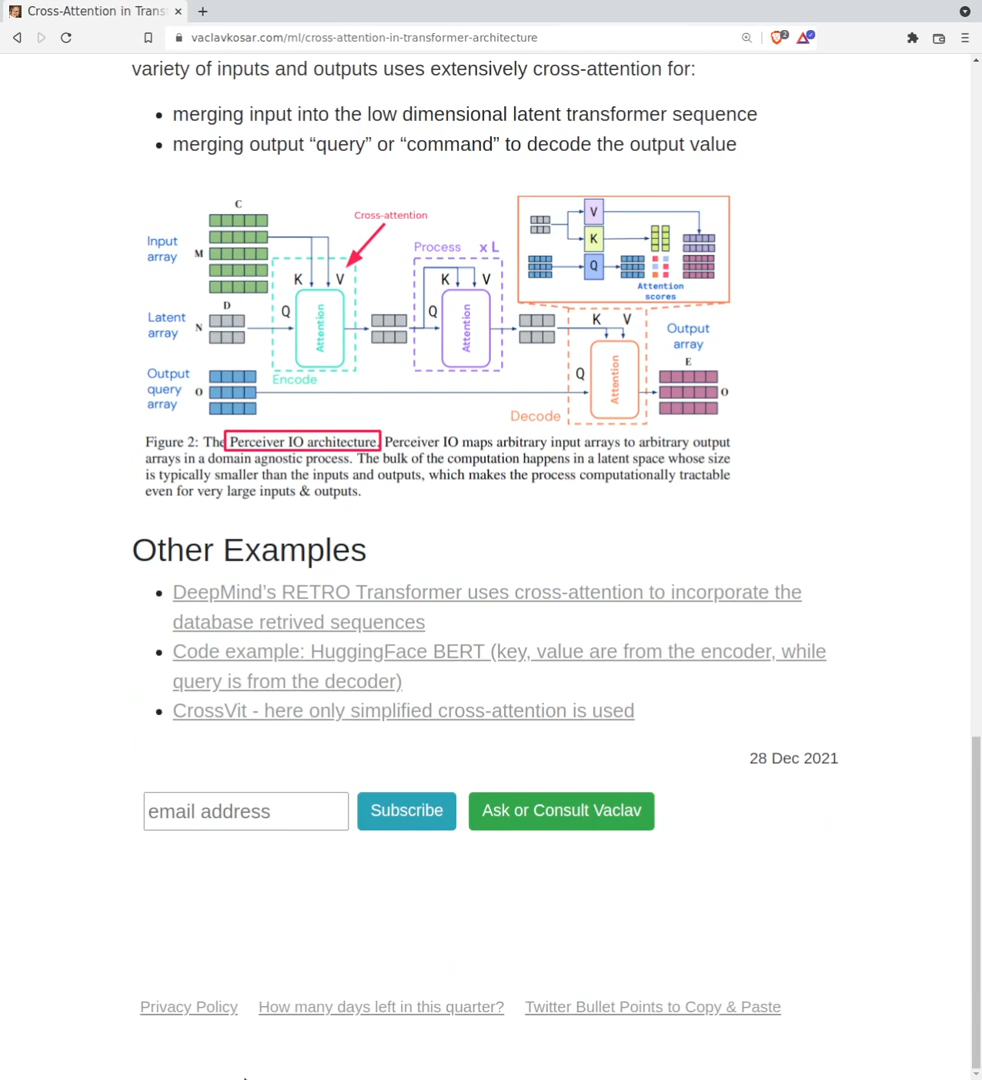 Cross-Attention in Trans
vaclavkosar.com/ml/cross-attention-in-transformer-architecture
2
variety of inputs and outputs uses extensively cross-attention for:
• merging input into the low dimensional latent transformer sequence
• merging output “query” or “command” to decode the output value
C
Cross-attention
Input
array
M
Process x L
V
K
Q
Attention
scores
K V
Q
Attention
K V
Q
Attention
D
Latent
array
N
K V
Q
Attention
Output
array
E
O
Output
query
array
O
Encode
Decode
Figure 2: The Perceiver IO architecture. Perceiver IO maps arbitrary input arrays to arbitrary output
arrays in a domain agnostic process. The bulk of the computation happens in a latent space whose size
is typically smaller than the inputs and outputs, which makes the process computationally tractable
even for very large inputs & outputs.
Other Examples
• DeepMind’s RETRO Transformer uses cross-attention to incorporate the
database retrived sequences
• Code example: HuggingFace BERT (key, value are from the encoder, while
query is from the decoder)
• CrossVit - here only simplified cross-attention is used
28 Dec 2021
email address Subscribe Ask or Consult Vaclav
Privacy Policy How many days left in this quarter? Twitter Bullet Points to Copy & Paste